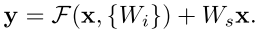 y = F(x, {W_i}) + W_s x.